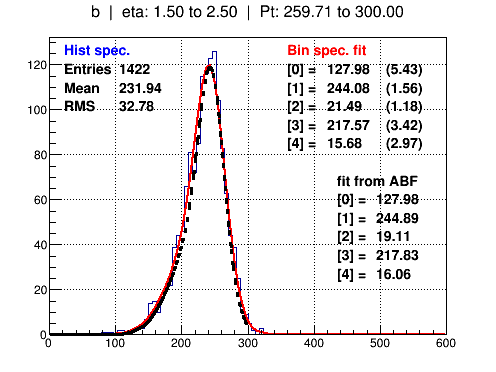 b | eta: 1.50 to 2.50 | Pt: 259.71 to 300.00
Hist spec.
Entries 1422
Mean 231.94
RMS 32.78
Bin spec. fit
[0] = 127.98 (5.43)
[1] = 244.08 (1.56)
[2] = 21.49 (1.18)
[3] = 217.57 (3.42)
[4] = 15.68 (2.97)
fit from ABF
[0] = 127.98
[1] = 244.89
[2] = 19.11
[3] = 217.83
[4] = 16.06
120
100
80
60
40
20
0
0 100 200 300 400 500 600